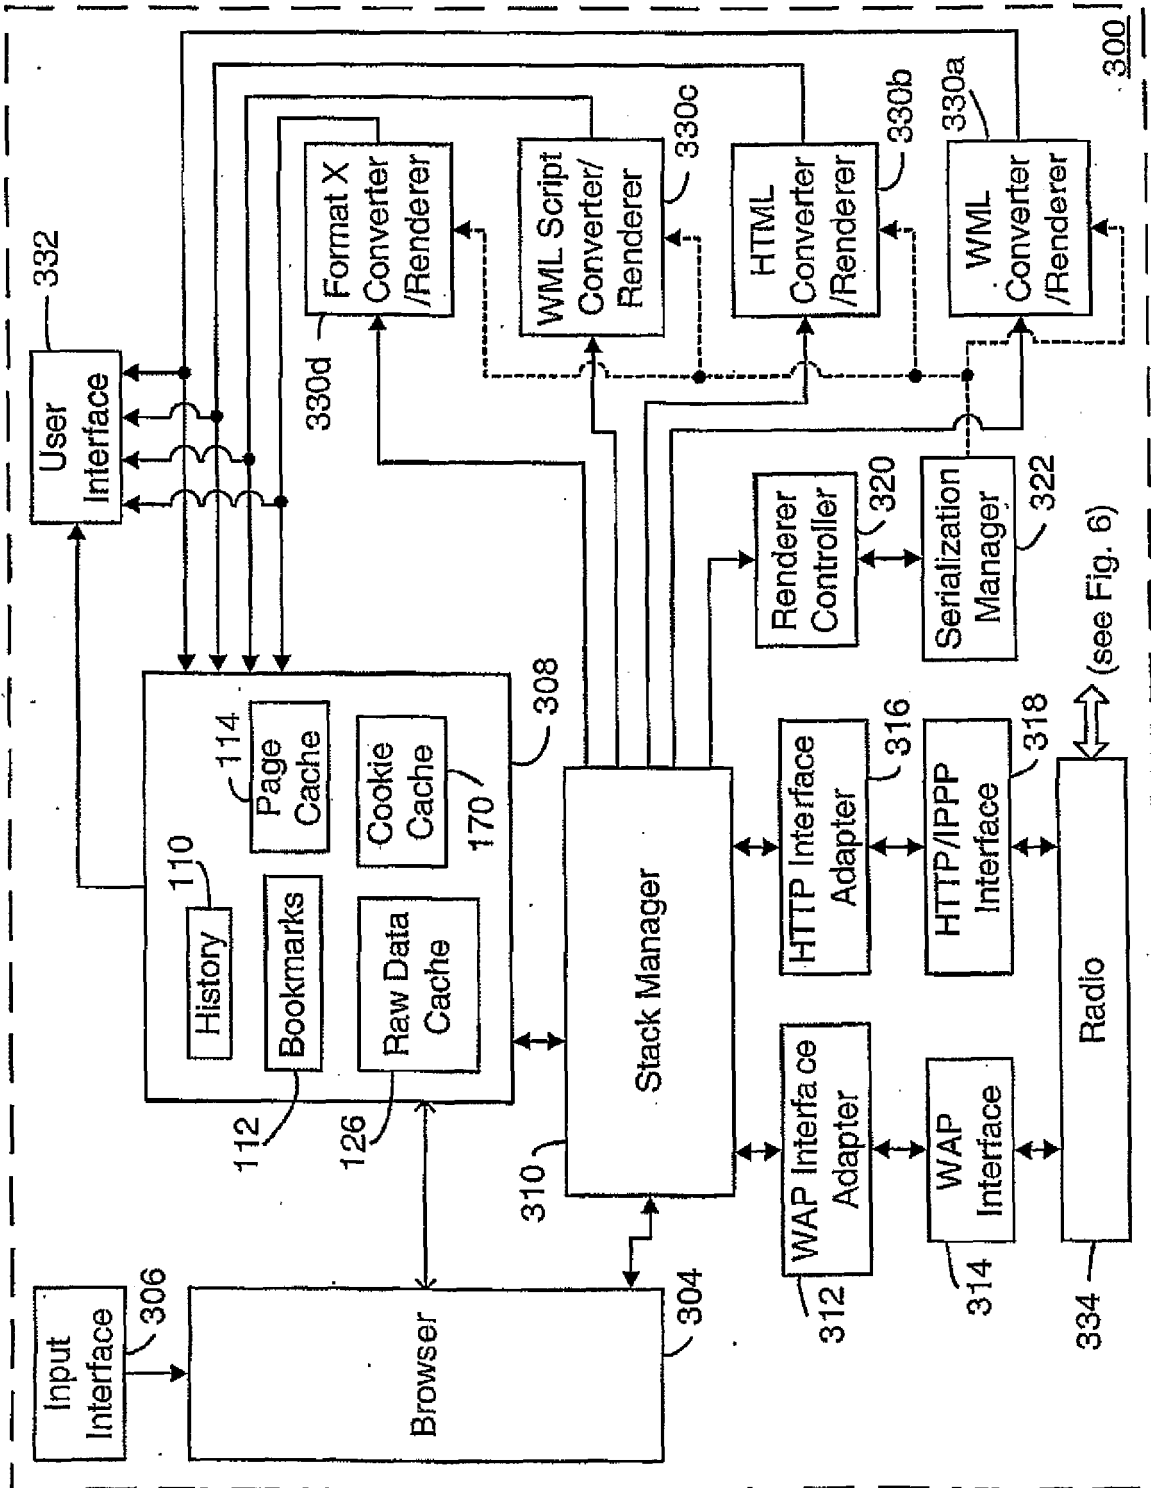 300
Input
Interface
306
Browser
304
History
110
Bookmarks
112
Page
Cache
114
Raw Data
Cache
126
Cookie
Cache
170
308
User
Interface
332
Stack Manager
310
WAP Interface
Adapter
312
WAP
Interface
314
HTTP Interface
Adapter
316
HTTP/IPPP
Interface
318
Radio
334
(see Fig. 6)
Renderer
Controller
320
Serialization
Manager
322
Format X
Converter
/Renderer
330d
WML Script
Converter/
Renderer
330c
HTML
Converter
/Renderer
330b
WML
Converter
/Renderer
330a